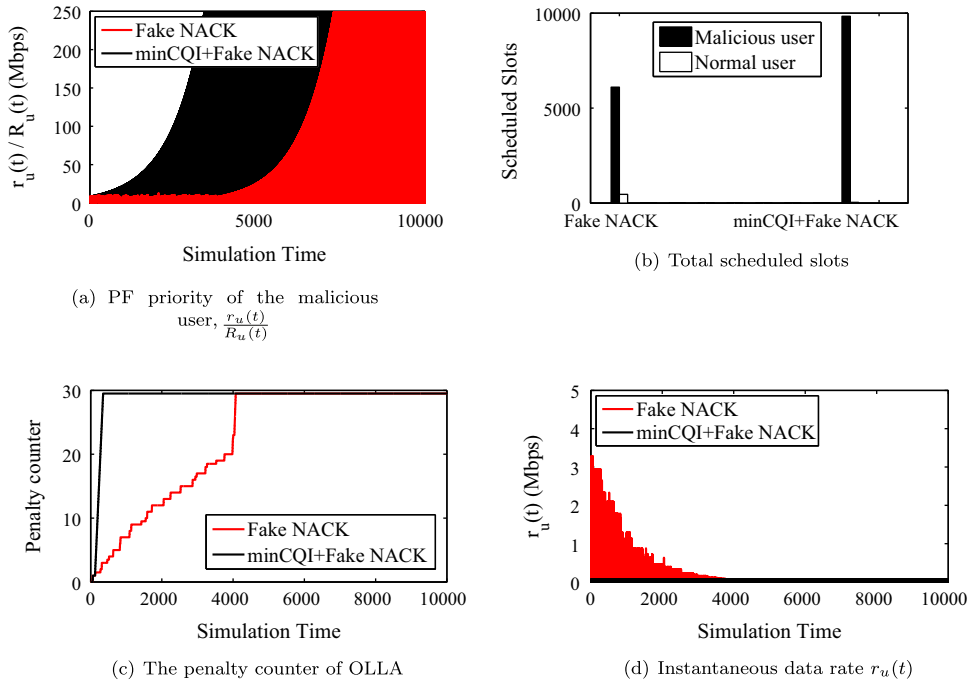 250
200
150
100
50
0
r_u(t) / R_u(t) (Mbps)
Fake NACK
minCQI+Fake NACK
0 5000 10000
Simulation Time
(a) PF priority of the malicious
user, r_u(t)/R_u(t)
10000
5000
0
Scheduled Slots
Malicious user
Normal user
Fake NACK minCQI+Fake NACK
(b) Total scheduled slots
30
20
10
0
Penalty counter
Fake NACK
minCQI+Fake NACK
0 2000 4000 6000 8000 10000
Simulation Time
(c) The penalty counter of OLLA
5
4
3
2
1
0
r_u(t) (Mbps)
Fake NACK
minCQI+Fake NACK
0 2000 4000 6000 8000 10000
Simulation Time
(d) Instantaneous data rate r_u(t)